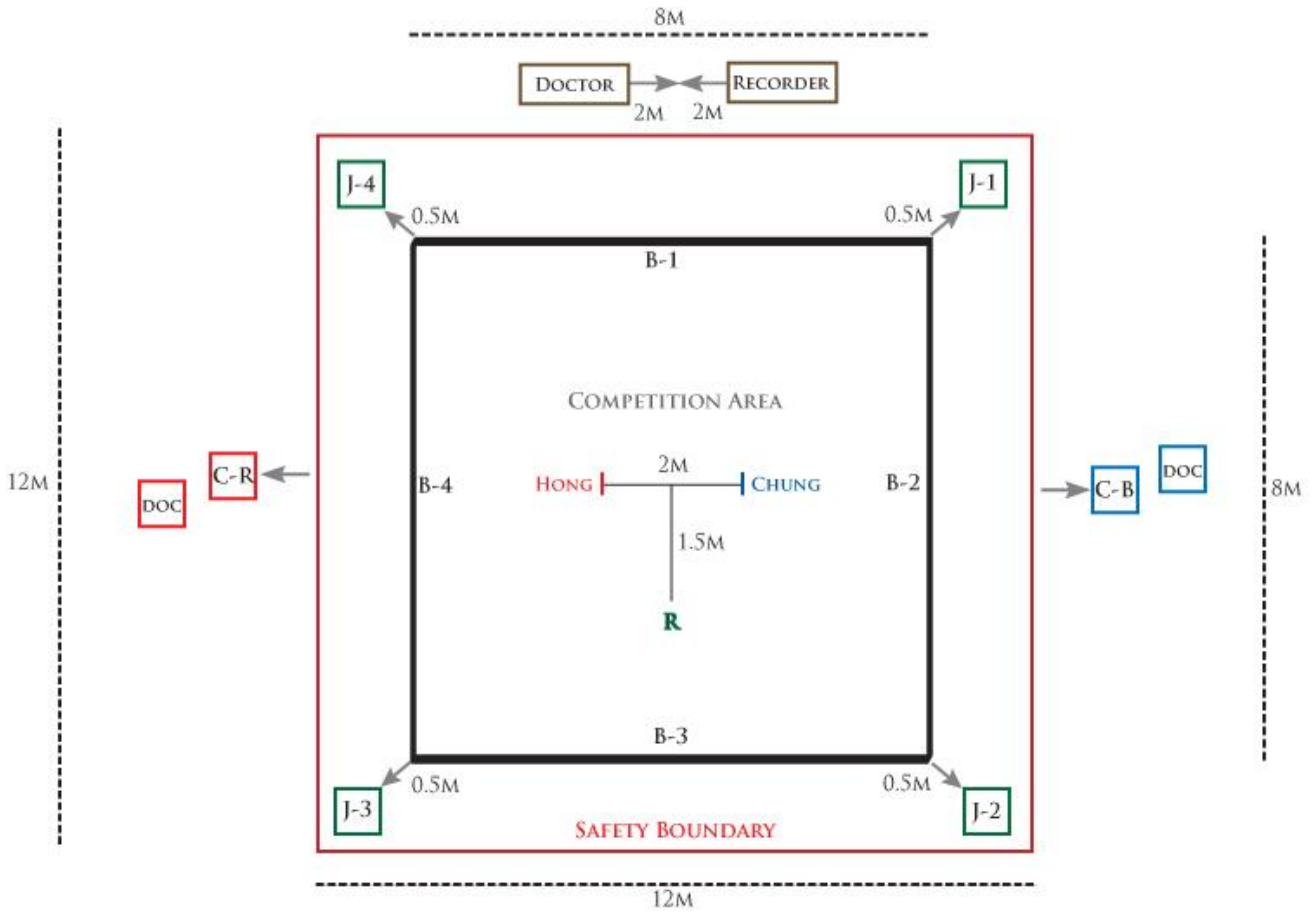 8M
DOCTOR
RECORDER
2M 2M
J-4
J-1
0.5M
0.5M
B-1
COMPETITION AREA
12M
DOC
C-R
B-4
HONG
2M
CHUNG
B-2
C-B
DOC
8M
1.5M
R
B-3
0.5M
0.5M
J-3
J-2
SAFETY BOUNDARY
12M